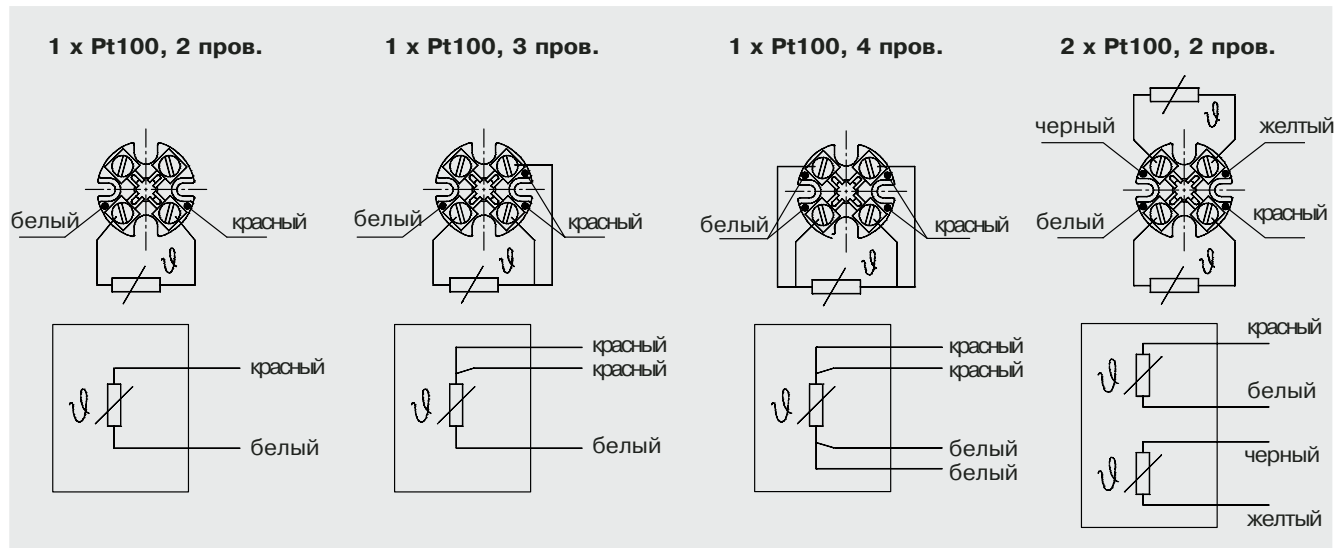 1 x Pt100, 2 пров.
1 x Pt100, 3 пров.
1 x Pt100, 4 пров.
2 x Pt100, 2 пров.
черный
желтый
белый
красный
белый
красный
белый
красный
белый
красный
ϑ
ϑ
ϑ
ϑ
ϑ
красный
белый
ϑ
красный
красный
белый
ϑ
красный
красный
белый
белый
ϑ
красный
белый
ϑ
черный
желтый
ϑ